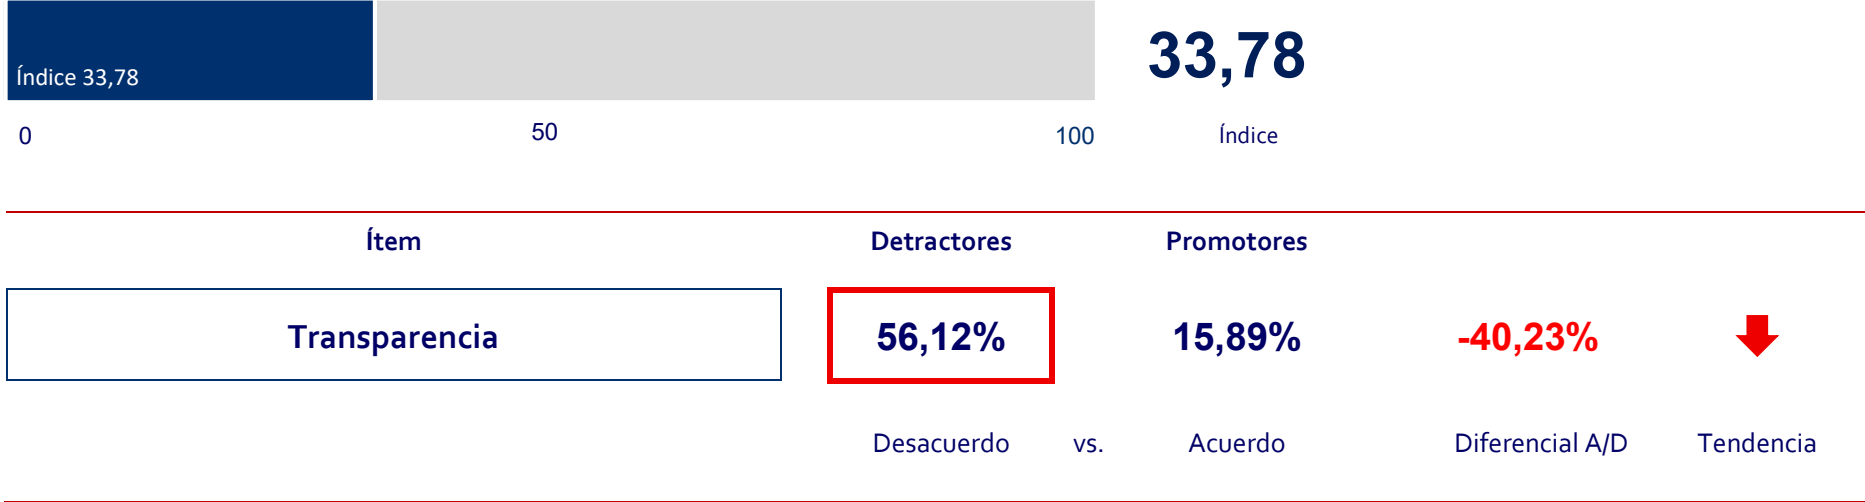 33,78
Índice 33,78
0 50 100 Índice
Ítem Detractores Promotores
Transparencia 56,12% 15,89% -40,23%
Desacuerdo vs. Acuerdo Diferencial A/D Tendencia